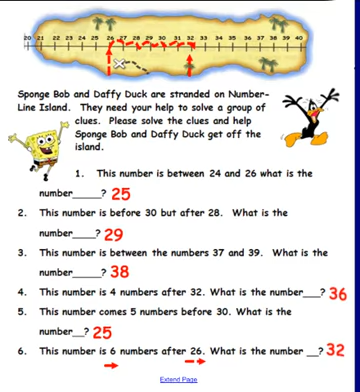 20 21 22 23 24 25 26 27 28 29 30 31 32 33 34 35 36 37 38 39 40
Sponge Bob and Daffy Duck are stranded on Number-
Line Island. They need your help to solve a group of
clues. Please solve the clues and help
Sponge Bob and Daffy Duck get off the
island.
1. This number is between 24 and 26 what is the
number_____? 25
2. This number is before 30 but after 28. What is the
number____? 29
3. This number is between the numbers 37 and 39. What is the
number_____? 38
4. This number is 4 numbers after 32. What is the number___? 36
5. This number comes 5 numbers before 30. What is the
number__? 25
6. This number is 6 numbers after 26. What is the number __? 32
Extend Page